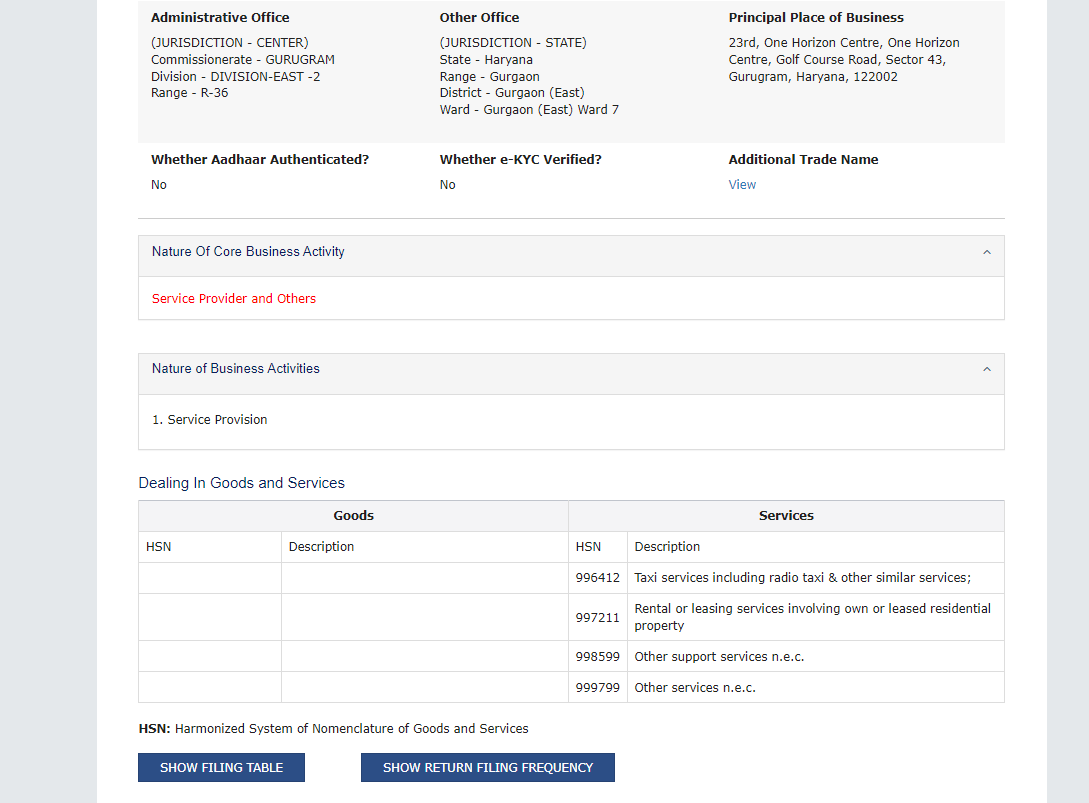 Administrative Office
(JURISDICTION - CENTER)
Commissionerate - GURUGRAM
Division - DIVISION-EAST -2
Range - R-36
Other Office
(JURISDICTION - STATE)
State - Haryana
Range - Gurgaon
District - Gurgaon (East)
Ward - Gurgaon (East) Ward 7
Principal Place of Business
23rd, One Horizon Centre, One Horizon
Centre, Golf Course Road, Sector 43,
Gurugram, Haryana, 122002
Whether Aadhaar Authenticated?
No
Whether e-KYC Verified?
No
Additional Trade Name
View
Nature Of Core Business Activity
Service Provider and Others
Nature of Business Activities
1. Service Provision
Dealing In Goods and Services
Goods Services
HSN Description HSN Description
996412 Taxi services including radio taxi & other similar services;
997211 Rental or leasing services involving own or leased residential
property
998599 Other support services n.e.c.
999799 Other services n.e.c.
HSN: Harmonized System of Nomenclature of Goods and Services
SHOW FILING TABLE SHOW RETURN FILING FREQUENCY